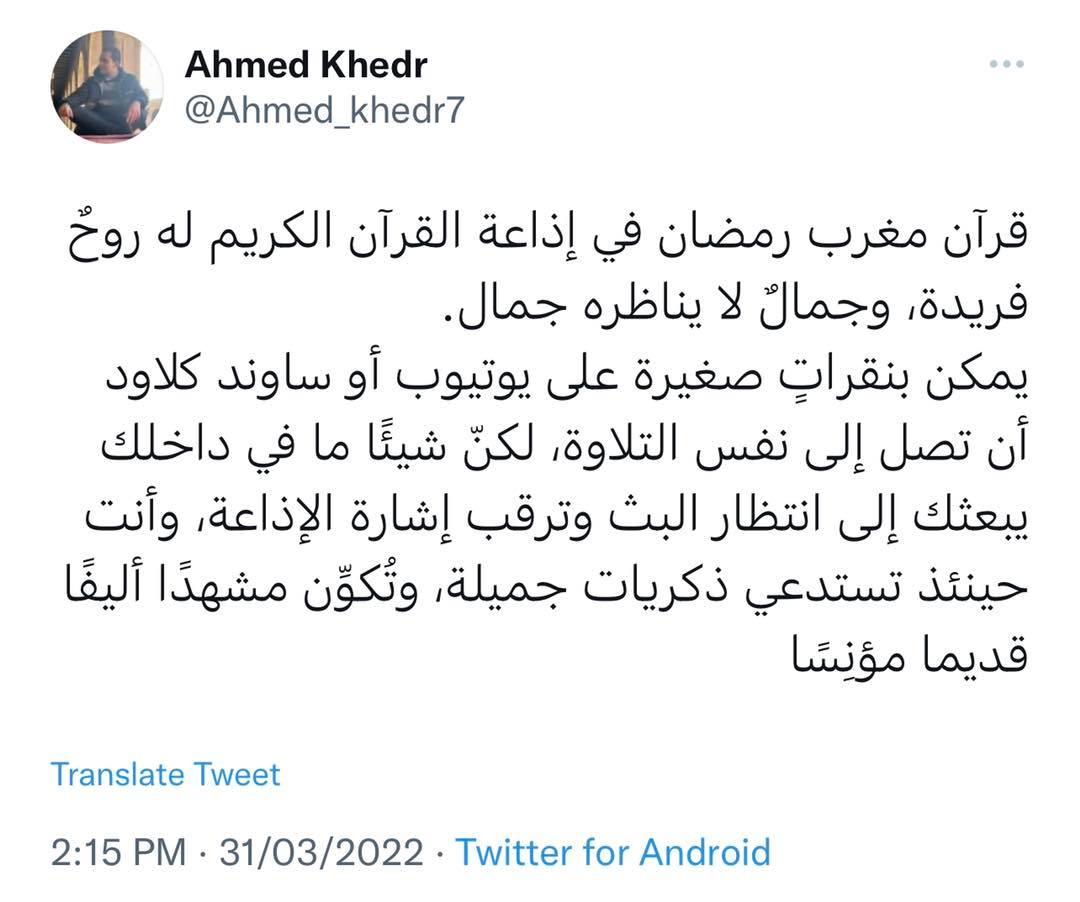 Ahmed Khedr
@Ahmed_khedr7
قرآن مغرب رمضان في إذاعة القرآن الكريم له روحٌ
فريدة، وجمالٌ لا يناظره جمال.
يمكن بنقراتٍ صغيرة على يوتيوب أو ساوند كلاود
أن تصل إلى نفس التلاوة، لكنّ شيئًا ما في داخلك
يبعثك إلى انتظار البث وترقب إشارة الإذاعة، وأنت
حينئذ تستدعي ذكريات جميلة، وتُكوِّن مشهدًا أليفًا
قديما مؤنِسًا
Translate Tweet
2:15 PM · 31/03/2022 · Twitter for Android